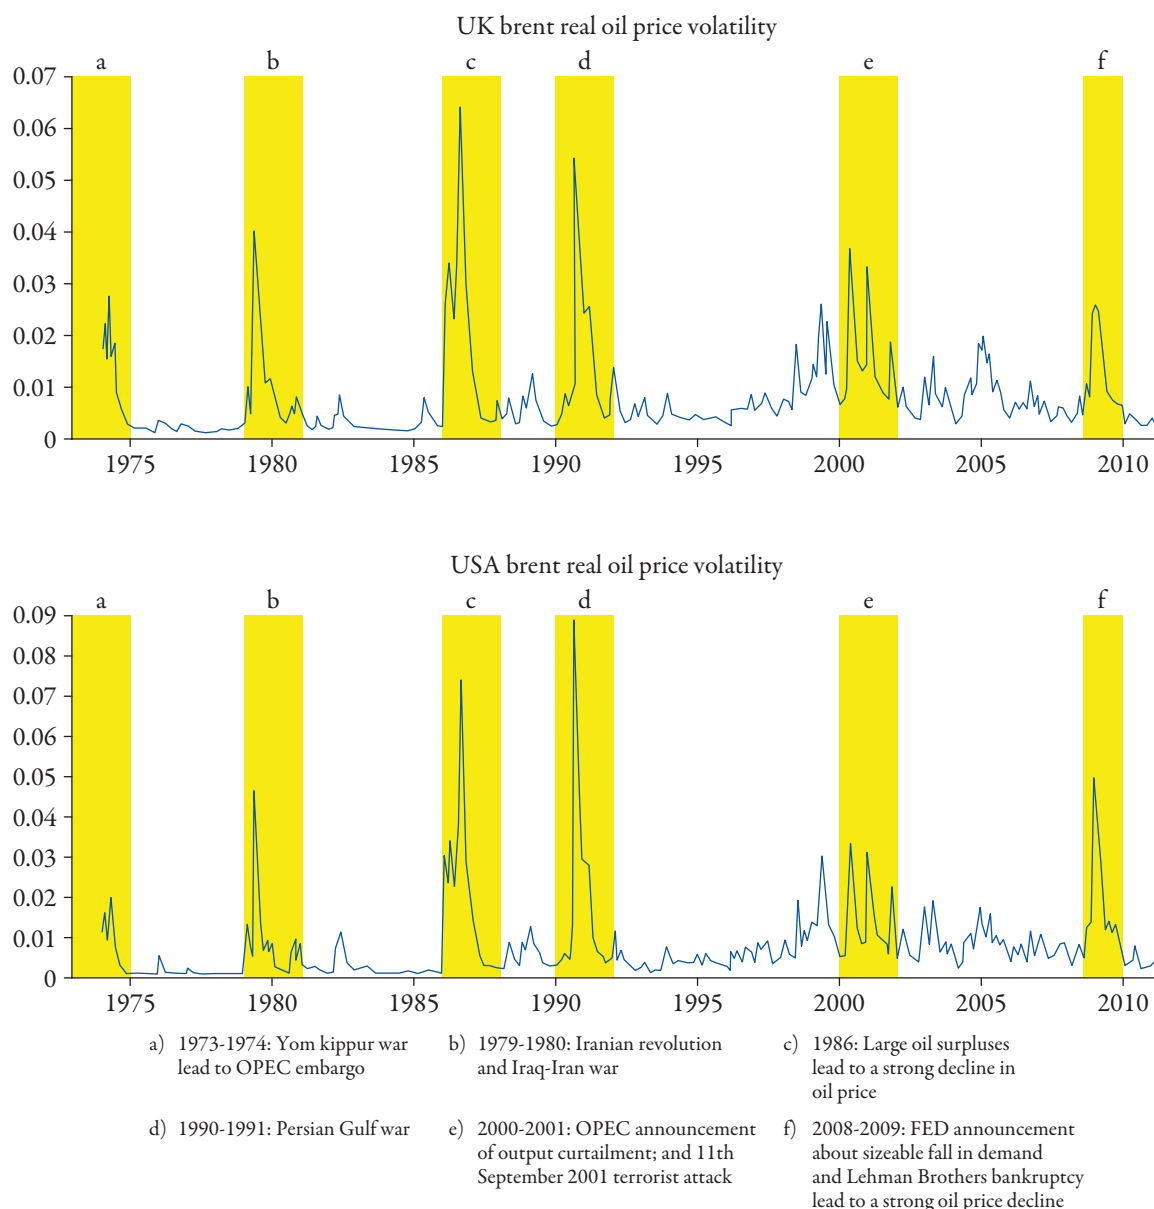 UK brent real oil price volatility
a b c d e f
0.07
0.06
0.05
0.04
0.03
0.02
0.01
0
1975 1980 1985 1990 1995 2000 2005 2010
USA brent real oil price volatility
a b c d e f
0.09
0.08
0.07
0.06
0.05
0.04
0.03
0.02
0.01
0
1975 1980 1985 1990 1995 2000 2005 2010
a) 1973-1974: Yom kippur war
lead to OPEC embargo
b) 1979-1980: Iranian revolution
and Iraq-Iran war
c) 1986: Large oil surpluses
lead to a strong decline in
oil price
d) 1990-1991: Persian Gulf war
e) 2000-2001: OPEC announcement
of output curtailment; and 11th
September 2001 terrorist attack
f) 2008-2009: FED announcement
about sizeable fall in demand
and Lehman Brothers bankruptcy
lead to a strong oil price decline